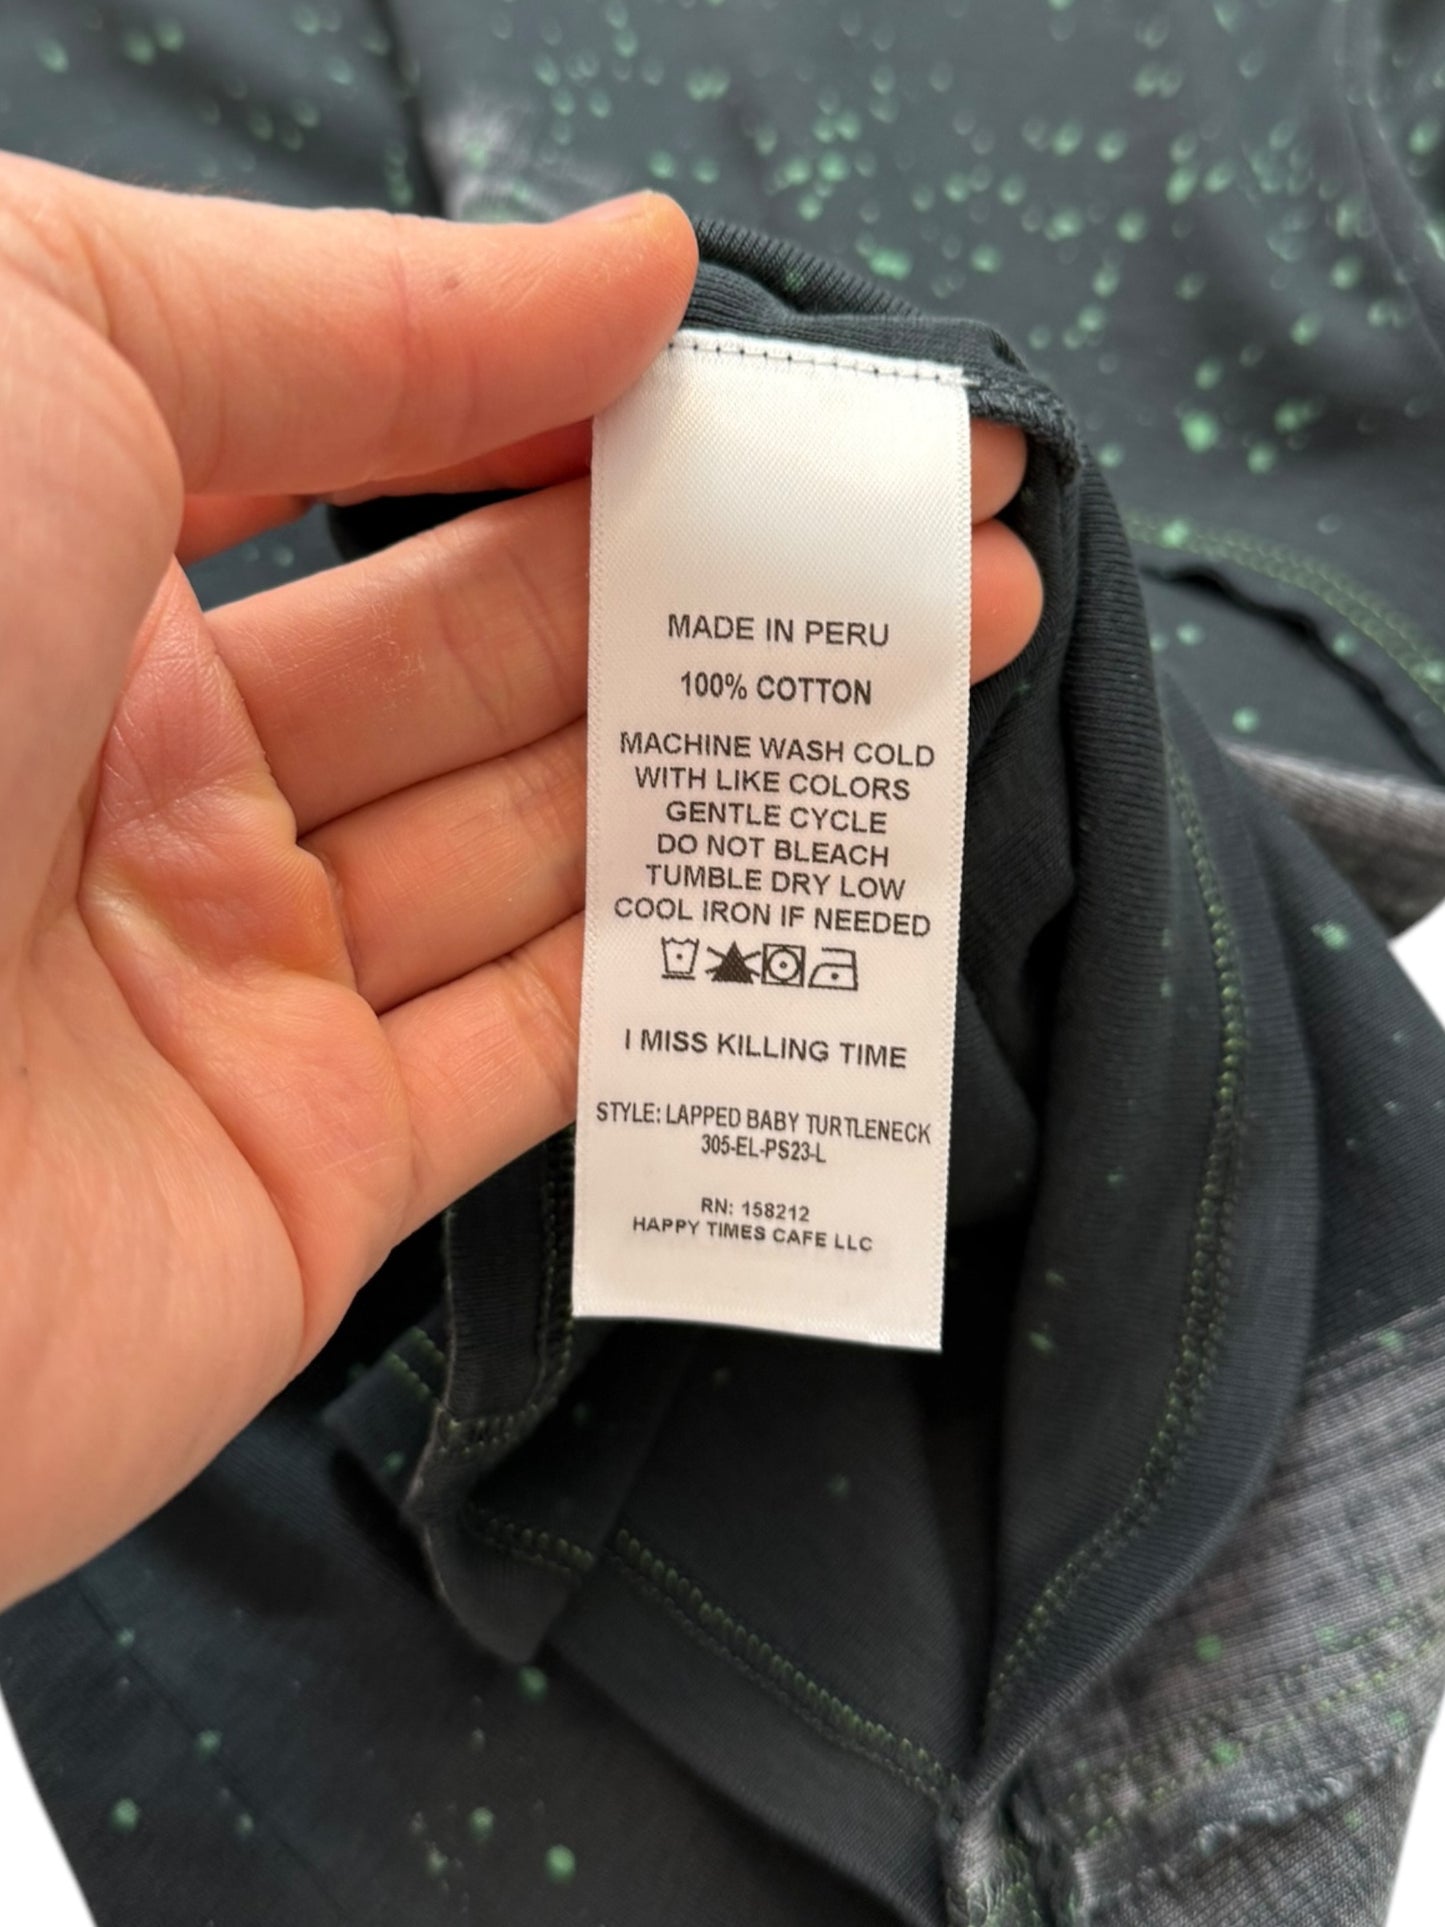 MADE IN PERU
100% COTTON
MACHINE WASH COLD
WITH LIKE COLORS
GENTLE CYCLE
DO NOT BLEACH
TUMBLE DRY LOW
COOL IRON IF NEEDED
I MISS KILLING TIME
STYLE: LAPPED BABY TURTLENECK
305-EL-PS23-L
RN: 158212
HAPPY TIMES CAFE LLC